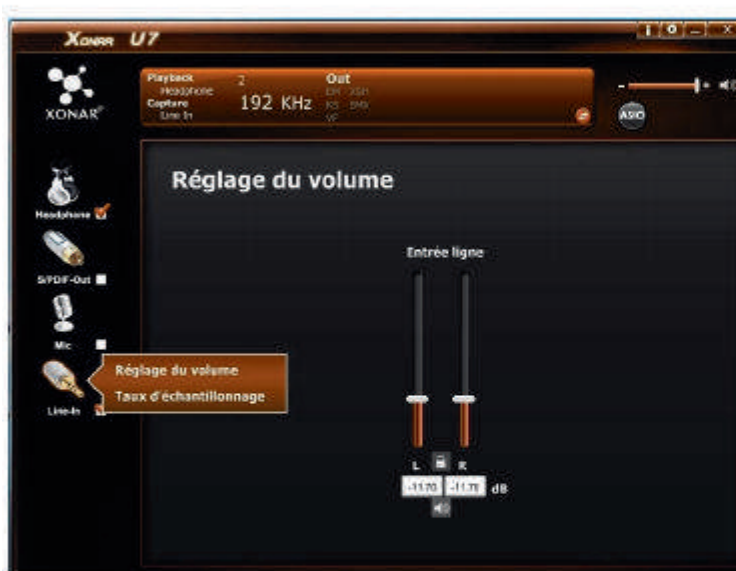 XONAR U7
XONAR®
Playback 2 Out
Headphone
Capture 192 KHz
Line In
ASIO
Réglage du volume
Entrée ligne
Headphone
S/PDIF-Out
Mic
Réglage du volume
Taux d'échantillonnage
Line-In
L R
-11.70 -11.70 dB